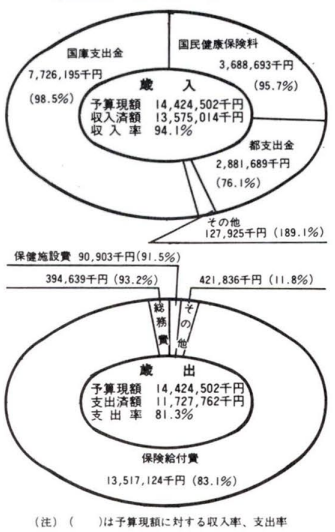 国庫支出金
7,726,195千円
(98.5%)
国民健康保険料
3,688,693千円
(95.7%)
歳 入
予算現額 14,424,502千円
収入済額 13,575,014千円
収 入 率 94.1%
都支出金
2,881,689千円
(76.1%)
その他
127,925千円 (189.1%)
保健施設費 90,903千円(91.5%)
394,639千円 (93.2%)
421,836千円 (11.8%)
総務費
その他
歳 出
予算現額 14,424,502千円
支出済額 11,727,762千円
支 出 率 81.3%
保険給付費
13,517,124千円 (83.1%)
(注) ( )は予算現額に対する収入率、支出率